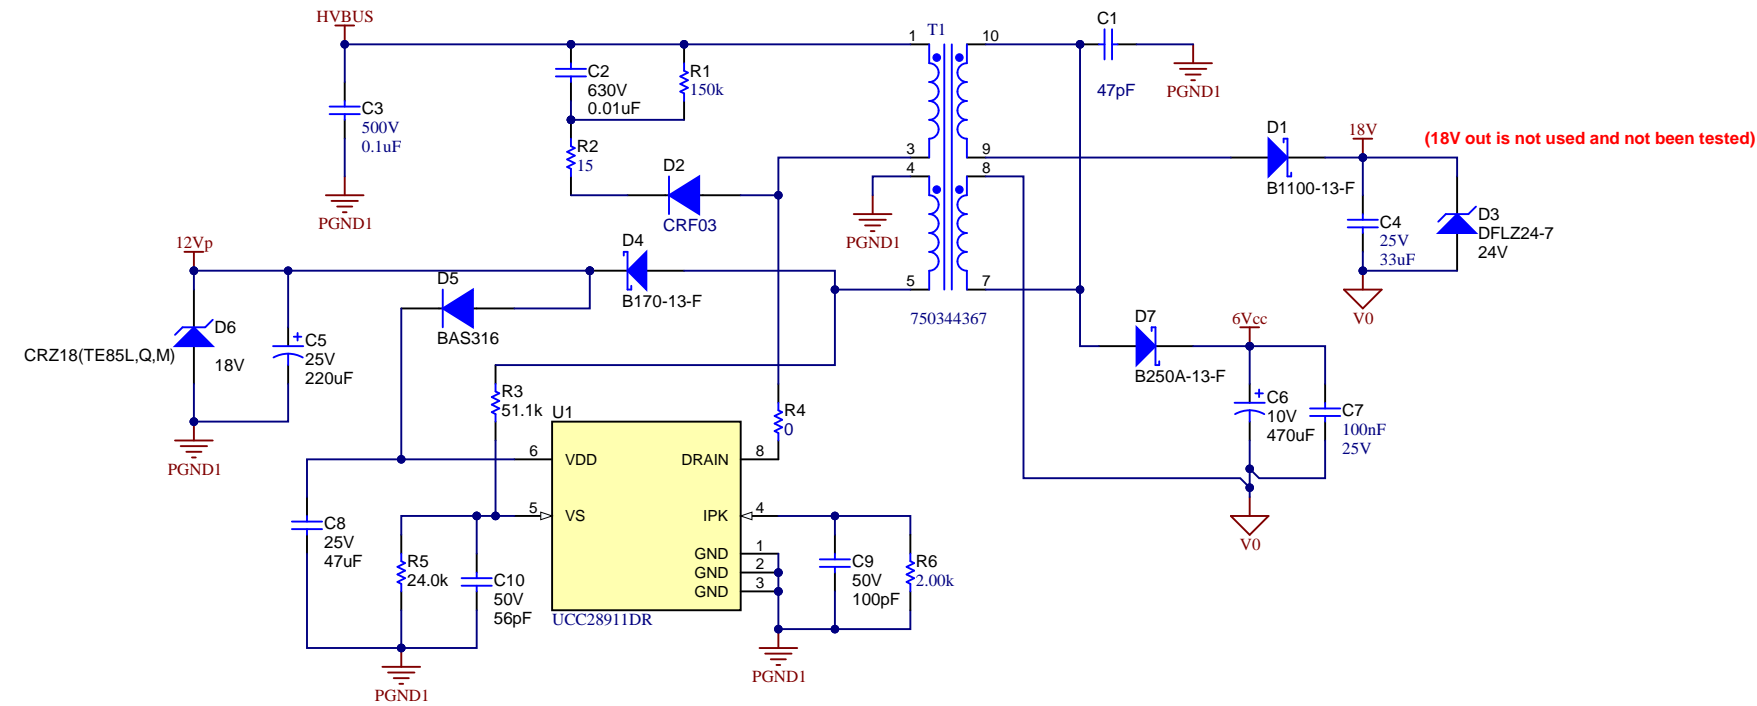 HVBUS
C3
500V
0.1uF
PGND1
C2
630V
0.01uF
R1
150k
R2
15
D2
CRF03
T1
1
3
4
5
10
9
8
7
750344367
PGND1
C1
47pF
PGND1
D1
B1100-13-F
18V
(18V out is not used and not been tested)
C4
25V
33uF
D3
DFLZ24-7
24V
V0
12Vp
D6
CRZ18(TE85L,Q,M)
18V
C5
25V
220uF
PGND1
D5
BAS316
D4
B170-13-F
D7
B250A-13-F
6Vcc
C6
10V
470uF
C7
100nF
25V
V0
R3
51.1k
R4
0
U1
6
VDD
DRAIN
8
5
VS
IPK
4
GND
1
GND
2
GND
3
UCC28911DR
C8
25V
47uF
R5
24.0k
C10
50V
56pF
PGND1
C9
50V
100pF
R6
2.00k
PGND1